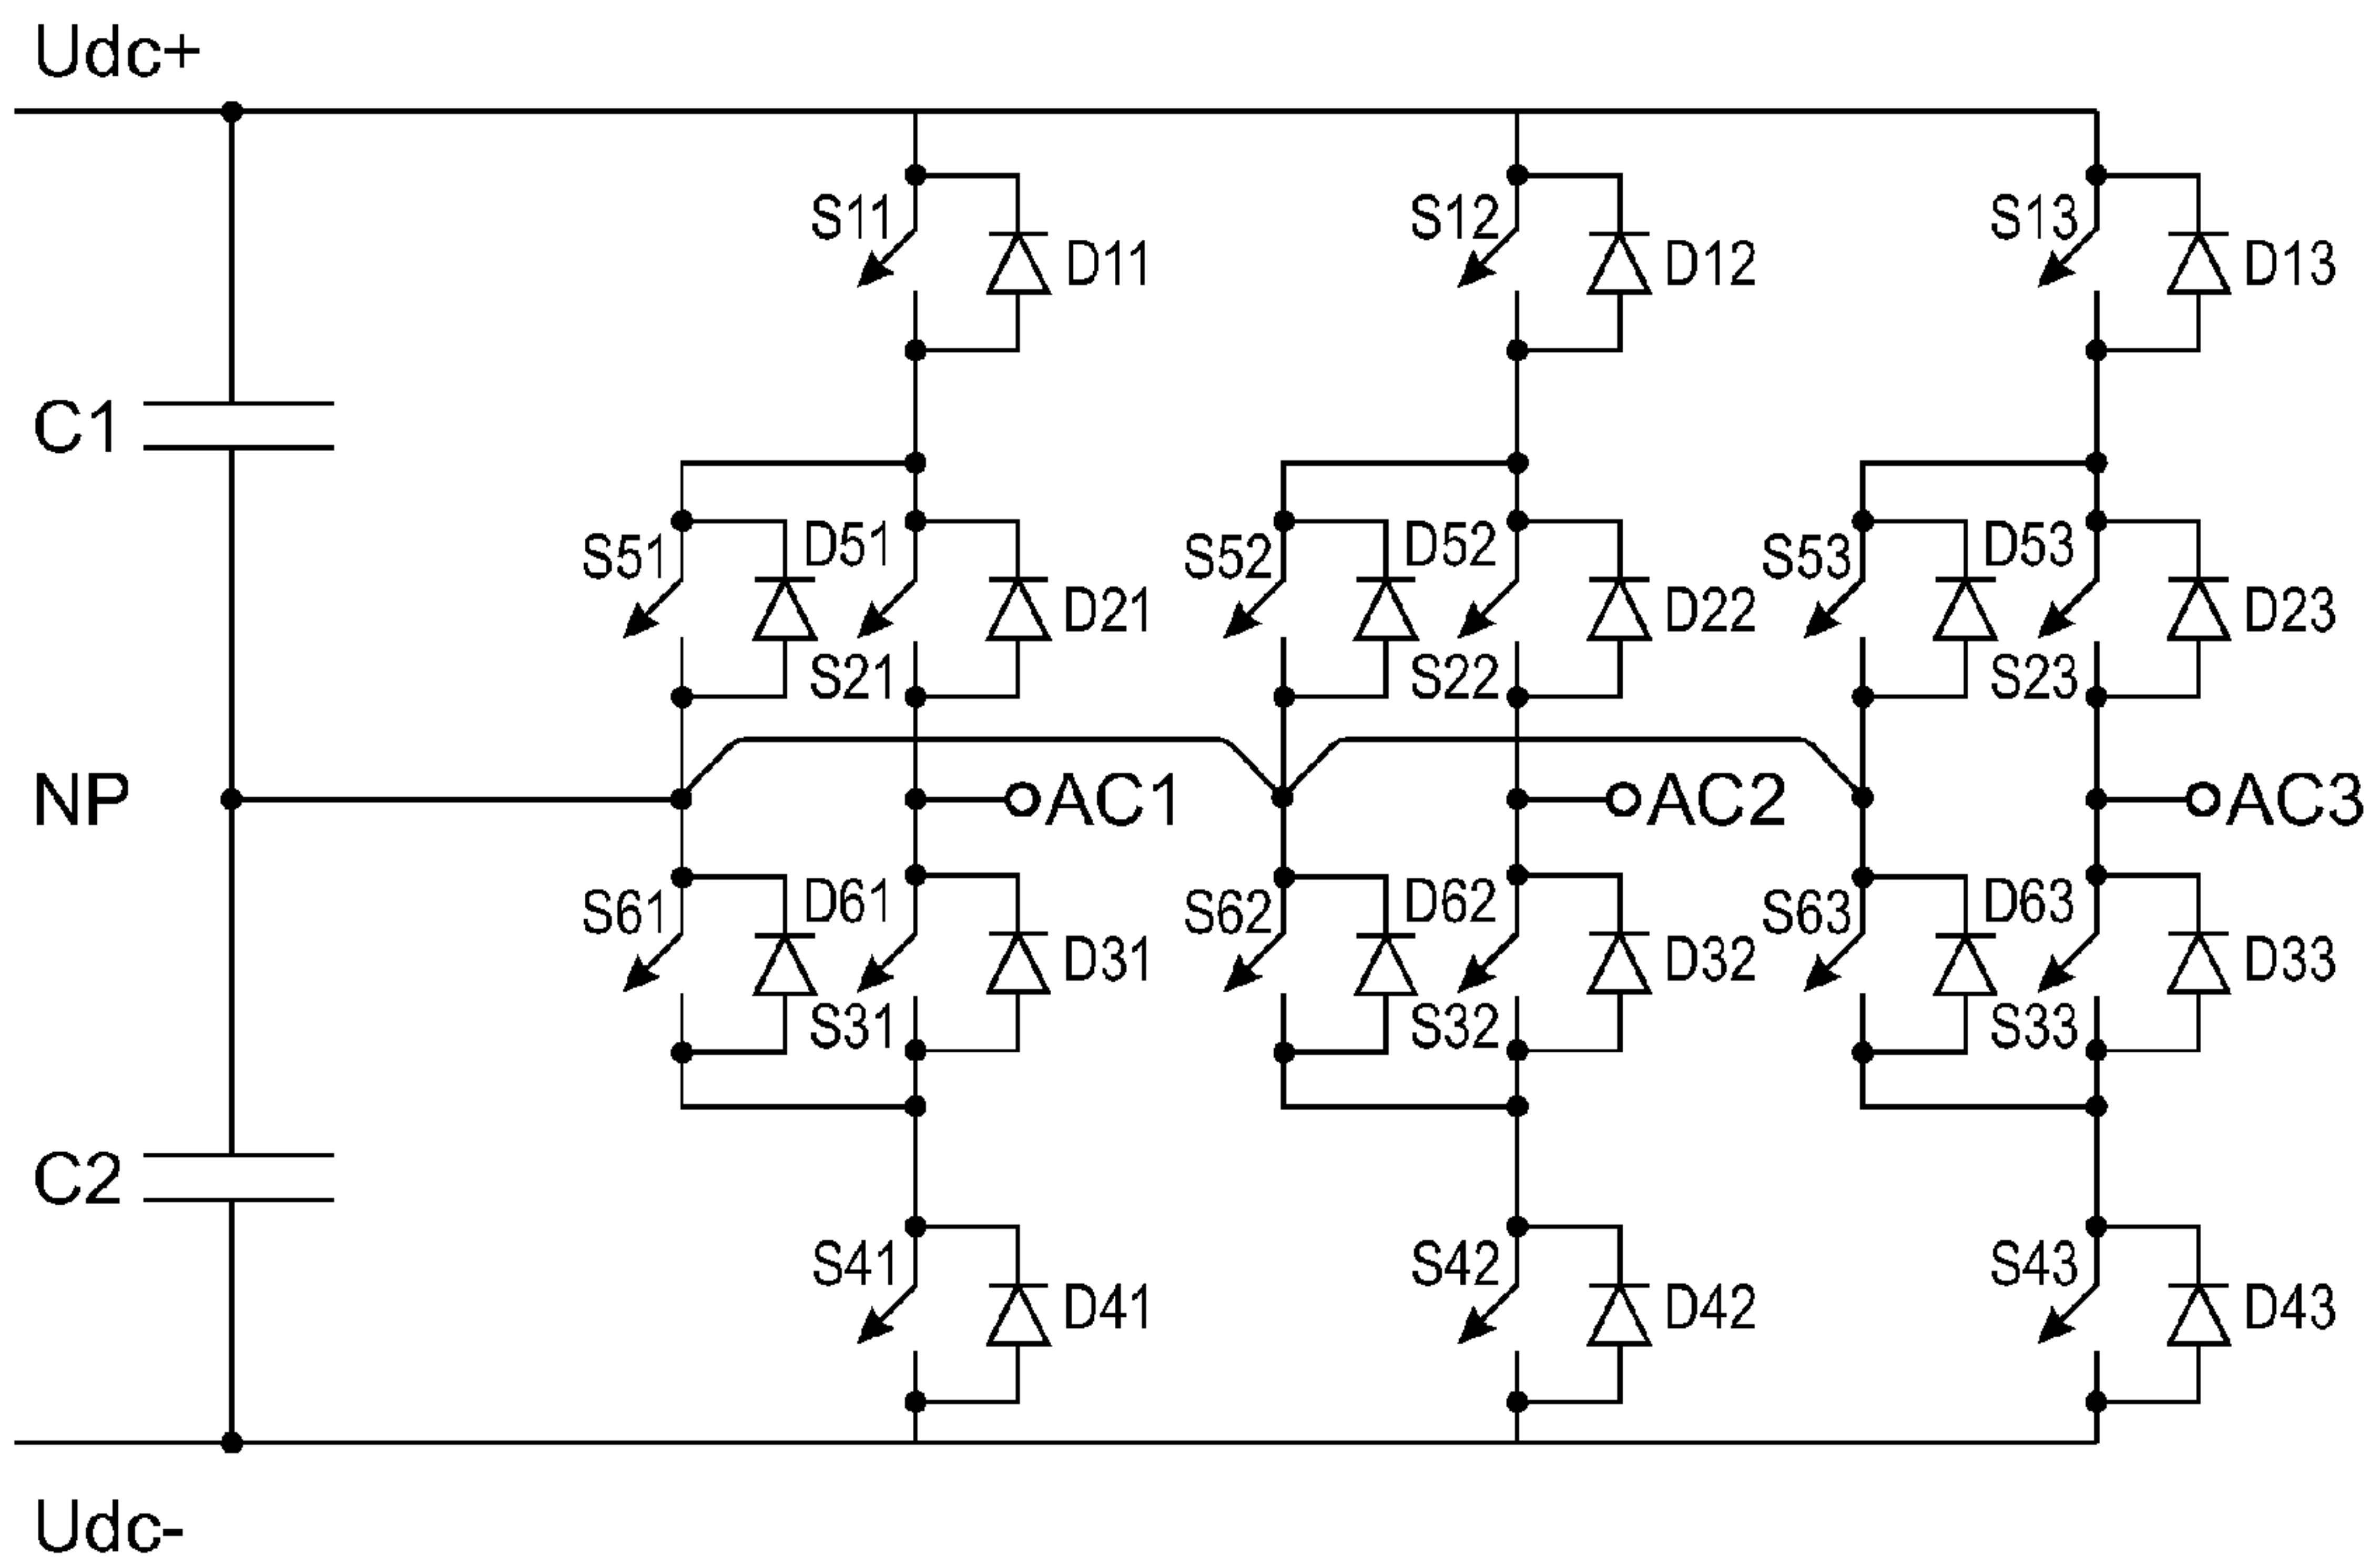 Udc+
S11
D11
S12
D12
S13
D13
C1
S51
D51
D21
S21
S52
D52
D22
S22
S53
D53
D23
S23
NP
AC1
AC2
AC3
S61
D61
D31
S31
S62
D62
D32
S32
S63
D63
D33
S33
C2
S41
D41
S42
D42
S43
D43
Udc-